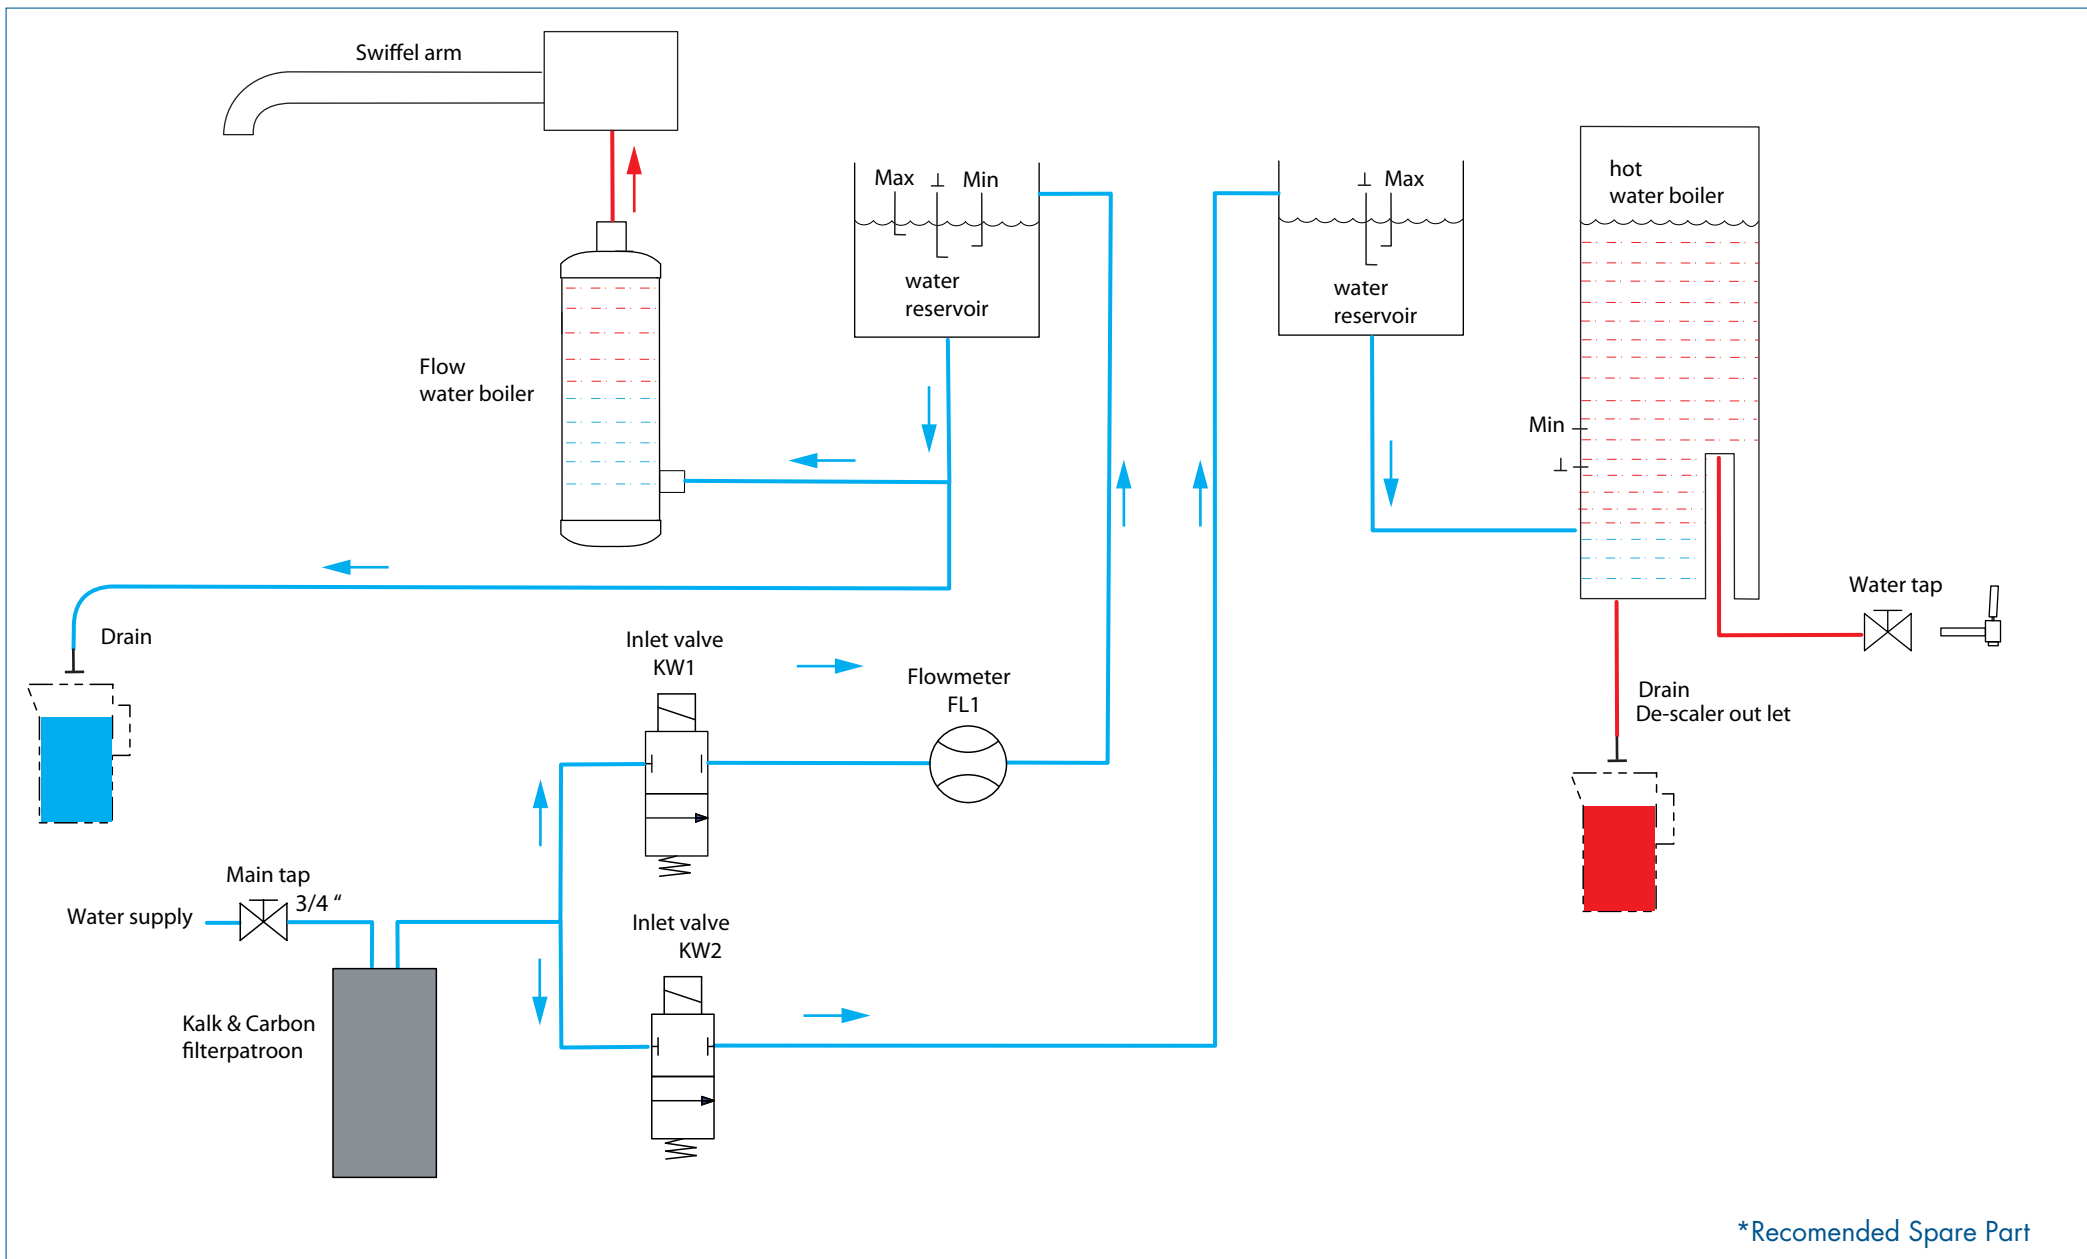 Swiffel arm
Max ⊥ Min
water
reservoir
⊥ Max
water
reservoir
hot
water boiler
Flow
water boiler
Min
⊥
Water tap
Drain
Inlet valve
KW1
Flowmeter
FL1
Drain
De-scaler out let
Main tap
3/4 “
Water supply
Inlet valve
KW2
Kalk & Carbon
filterpatroon
*Recomended Spare Part